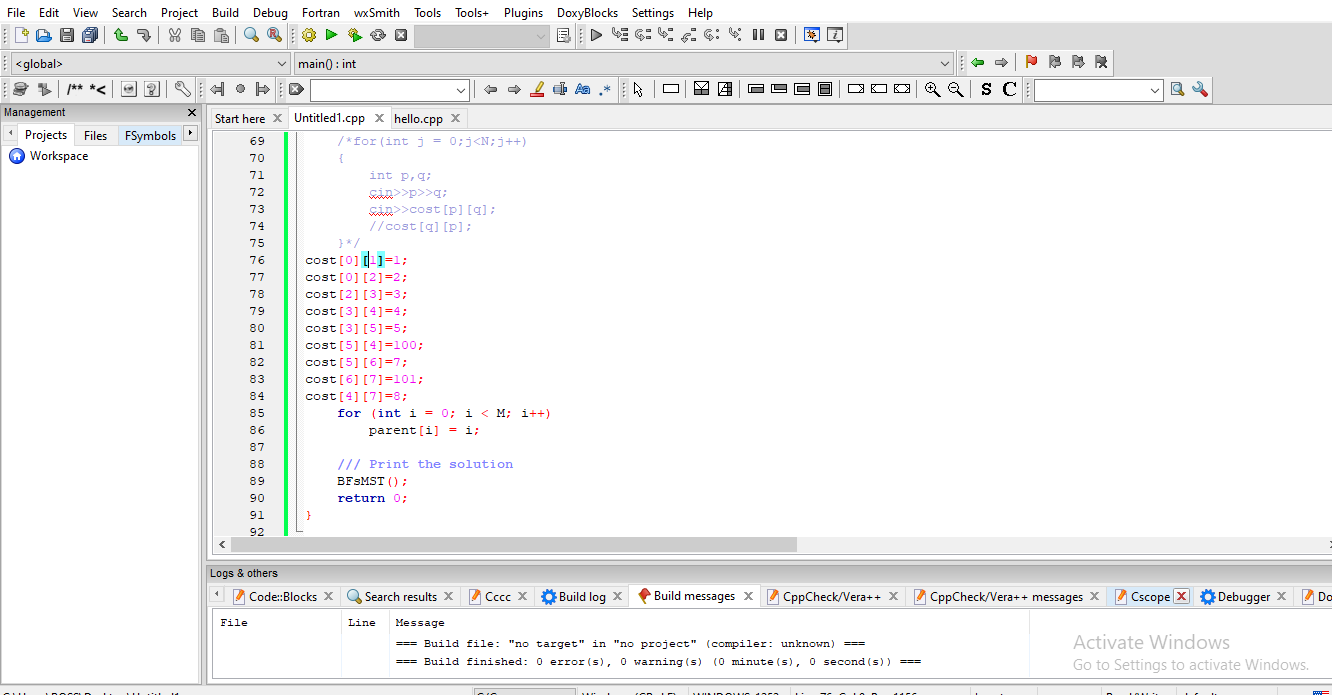 File Edit View Search Project Build Debug Fortran wxSmith Tools Tools+ Plugins DoxyBlocks Settings Help
<global> main() : int
/** *<
S C
Management
Projects Files FSymbols
Workspace
Start here Untitled1.cpp hello.cpp
69 /*for(int j = 0;j<N;j++)
70 {
71 int p,q;
72 cin>>p>>q;
73 cin>>cost[p][q];
74 //cost[q][p];
75 }*/
76 cost[0][1]=1;
77 cost[0][2]=2;
78 cost[2][3]=3;
79 cost[3][4]=4;
80 cost[3][5]=5;
81 cost[5][4]=100;
82 cost[5][6]=7;
83 cost[6][7]=101;
84 cost[4][7]=8;
85 for (int i = 0; i < M; i++)
86 parent[i] = i;
87
88 /// Print the solution
89 BFsMST();
90 return 0;
91 }
92
Logs & others
Code::Blocks Search results Cccc Build log Build messages CppCheck/Vera++ CppCheck/Vera++ messages Cscope Debugger Do
File Line Message
=== Build file: "no target" in "no project" (compiler: unknown) ===
=== Build finished: 0 error(s), 0 warning(s) (0 minute(s), 0 second(s)) ===
Activate Windows
Go to Settings to activate Windows.